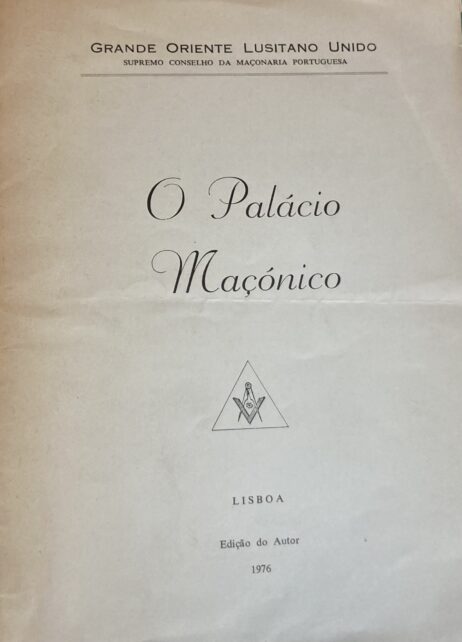 GRANDE ORIENTE LUSITANO UNIDO
SUPREMO CONSELHO DA MAÇONARIA PORTUGUESA
O Palácio
Maçónico
LISBOA
Edição do Autor
1976